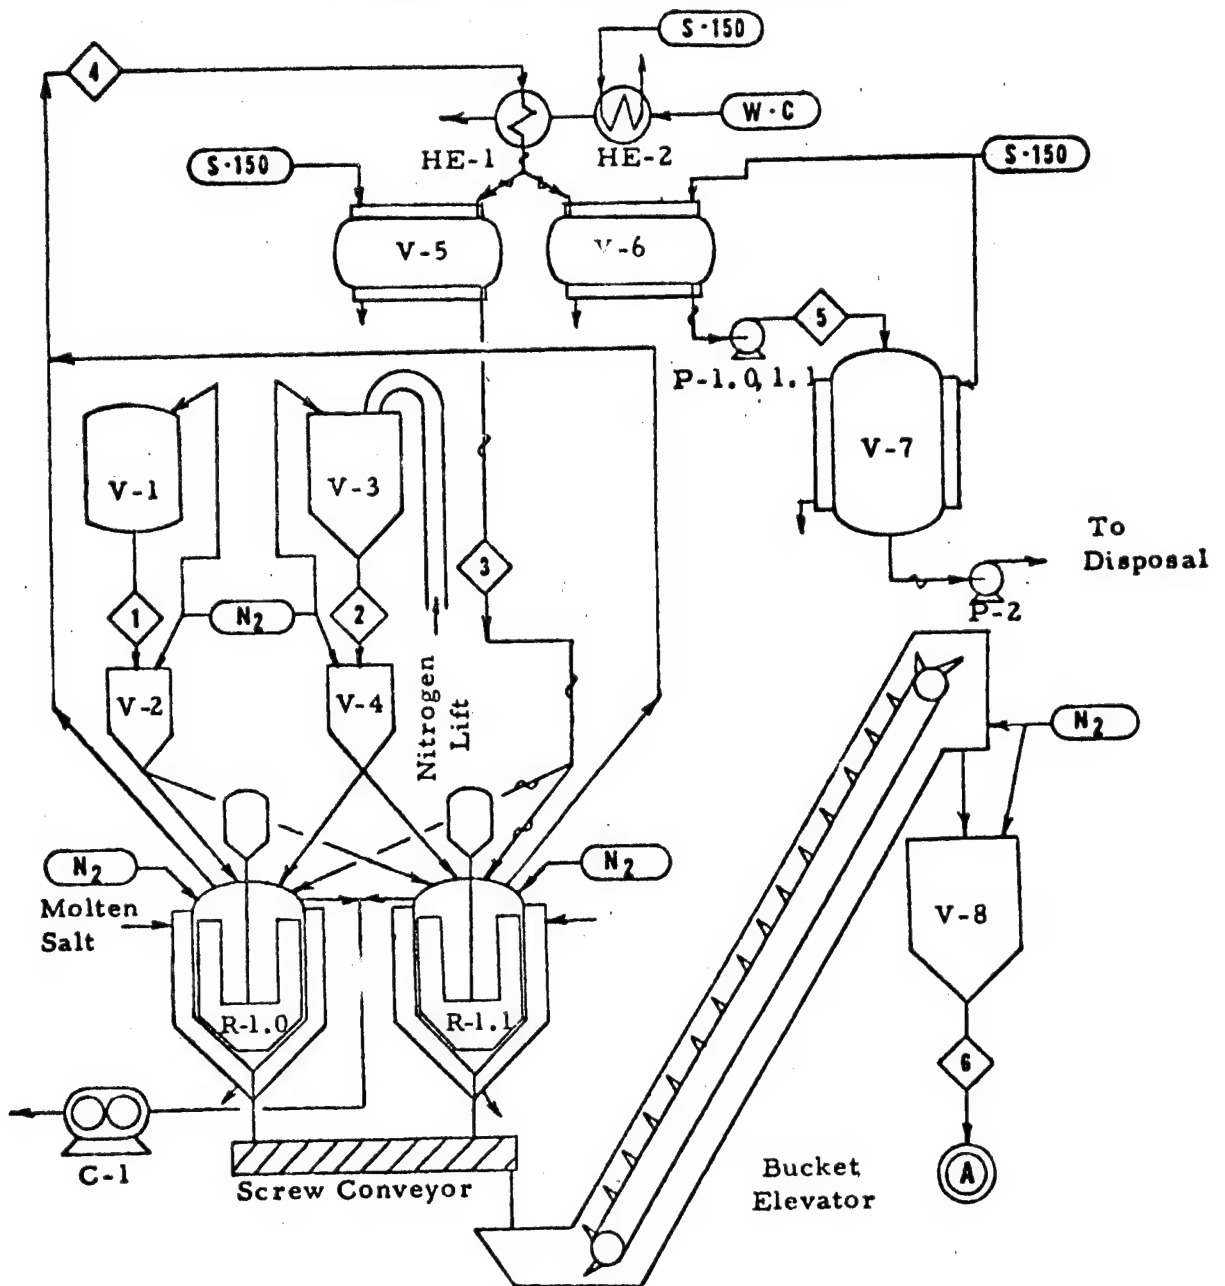 S-150
4
W·C
HE-1
HE-2
S-150
S-150
V-5
V-6
5
P-1.0, 1.1
V-7
V-1
V-3
3
To
Disposal
1
N2
2
P-2
V-2
V-4
Nitrogen
Lift
N2
N2
N2
Molten
Salt
V-8
R-1.0
R-1.1
6
C-1
Screw Conveyor
Bucket
Elevator
A